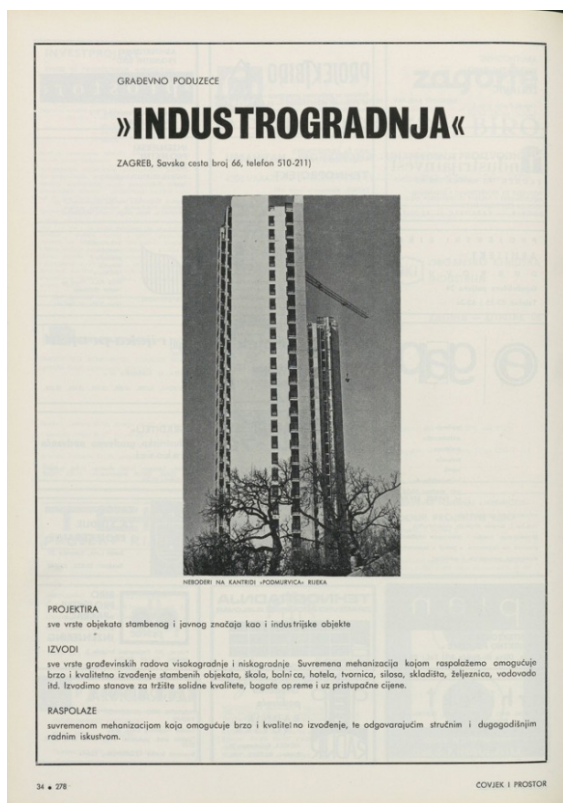 GRAĐEVNO PODUZEĆE
»INDUSTROGRADNJA«
ZAGREB, Savska cesta broj 66, telefon 510-211)
NEBODERI NA KANTRIDI »PODMURVICA« RIJEKA
PROJEKTIRA
sve vrste objekata stambenog i javnog značaja kao i industrijske objekte
IZVODI
sve vrste građevinskih radova visokogradnje i niskogradnje Suvremena mehanizacija kojom raspolažemo omogućuje
brzo i kvalitetno izvođenje stambenih objekata, škola, bolnica, hotela, tvornica, silosa, skladišta, željeznica, vodovoda
itd. Izvodimo stanove za tržište solidne kvalitete, bogate opreme i uz pristupačne cijene.
RASPOLAŽE
suvremenom mehanizacijom koja omogućuje brzo i kvalitetno izvođenje, te odgovarajućim stručnim i dugogodišnjim
radnim iskustvom.
34 • 278
ČOVJEK I PROSTOR